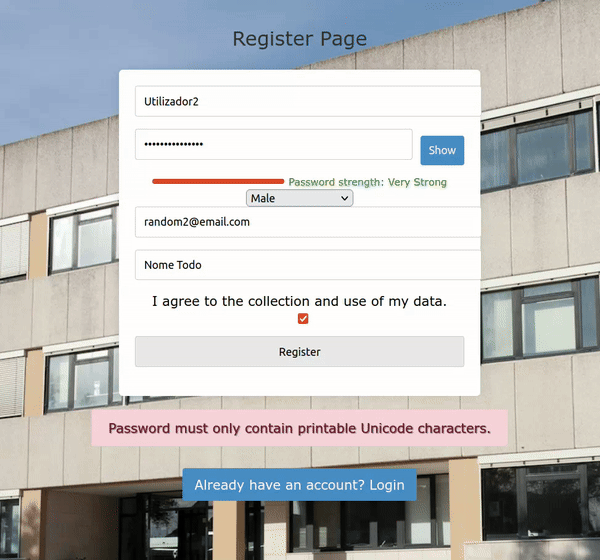 Register Page
Utilizador2
•••••••••••••••
Show
Password strength: Very Strong
Male
random2@email.com
Nome Todo
I agree to the collection and use of my data.
Register
Password must only contain printable Unicode characters.
Already have an account? Login